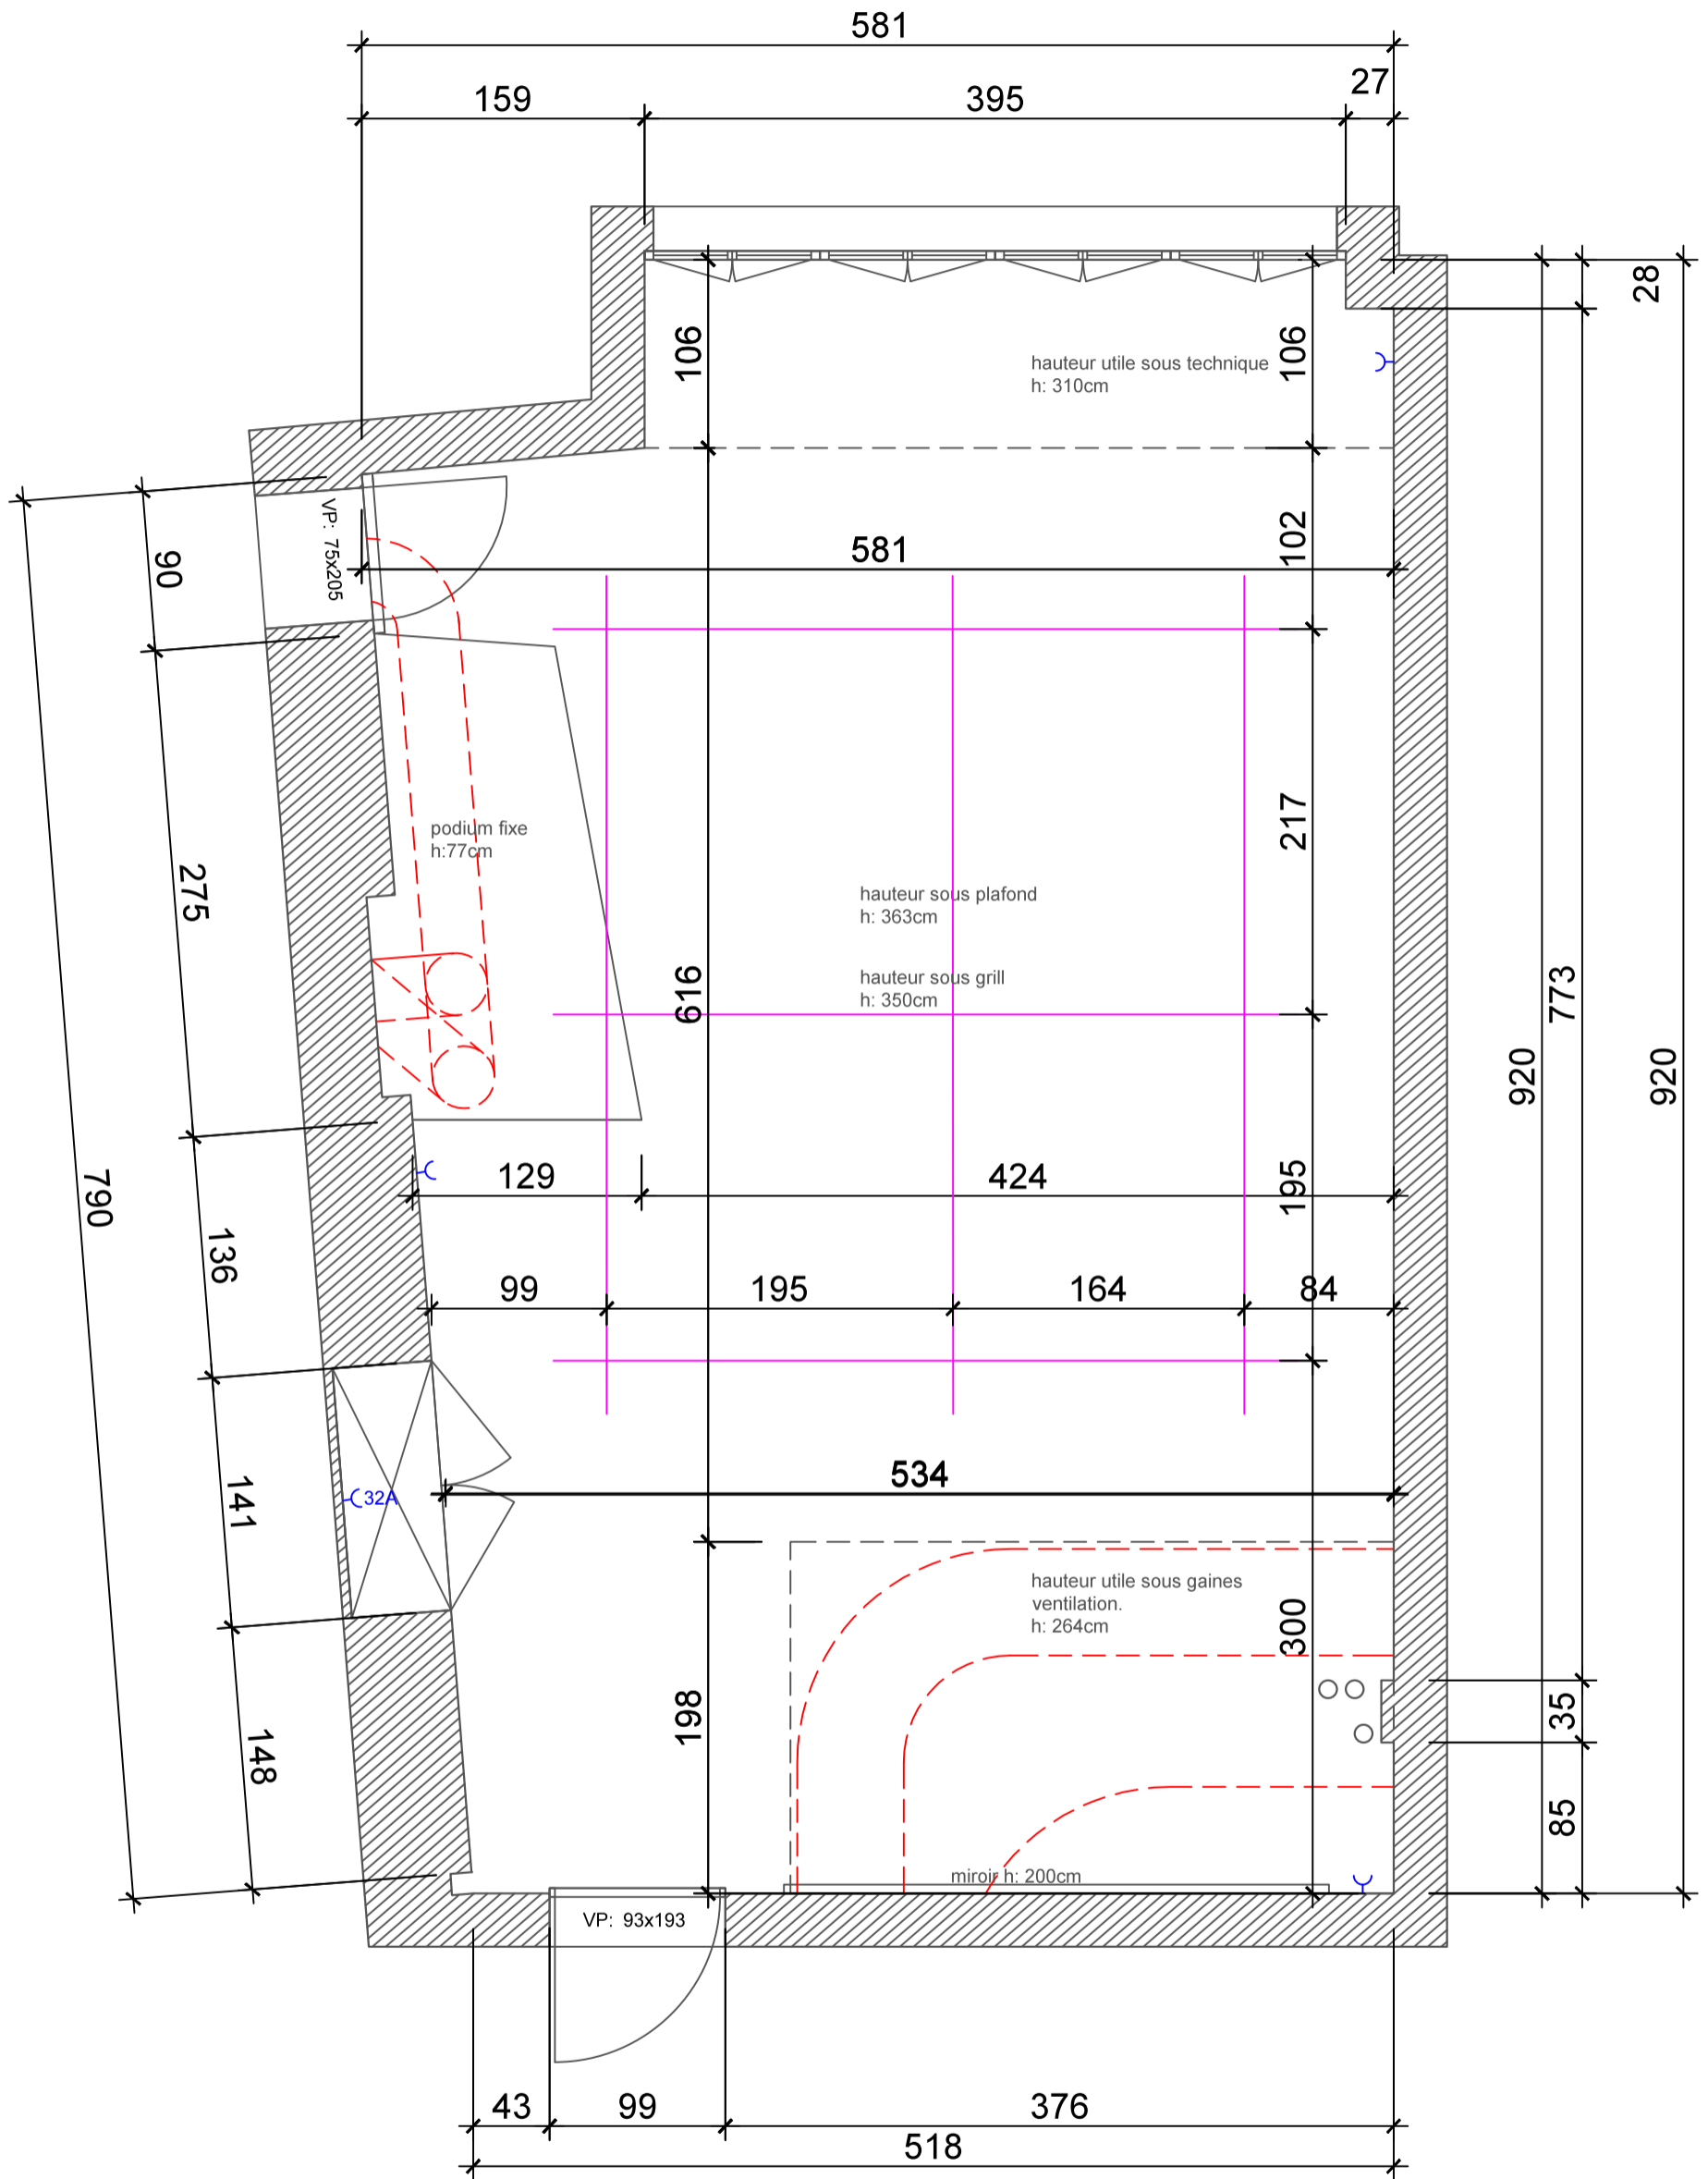 581
27
159
395
28
106
106
hauteur utile sous technique
h: 310cm
102
581
VP: 75x205
90
217
podium fixe
h:77cm
275
hauteur sous plafond
h: 363cm
hauteur sous grill
h: 350cm
616
773
920
920
790
129
424
195
136
99
195
164
84
534
141
32A
hauteur utile sous gaines
ventilation.
h: 264cm
300
198
35
148
85
miroir h: 200cm
VP: 93x193
43
99
376
518